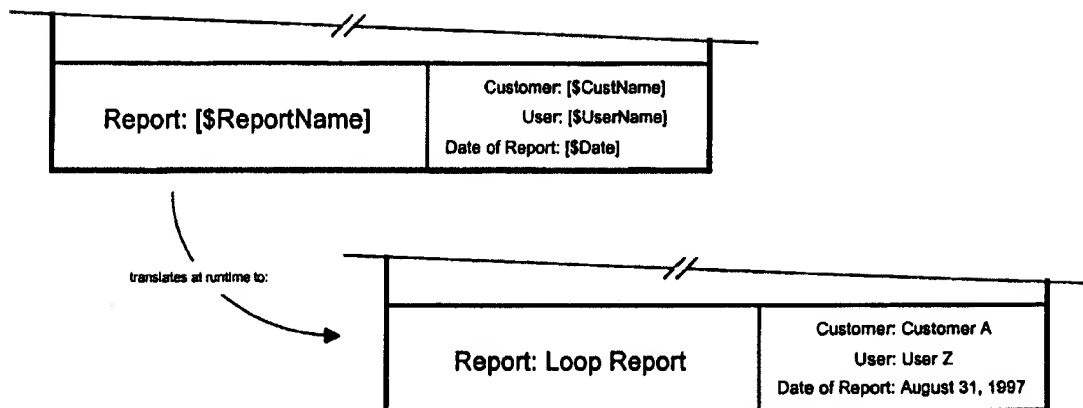 Report: [$ReportName]
Customer: [$CustName]
User: [$UserName]
Date of Report: [$Date]
translates at runtime to:
Report: Loop Report
Customer: Customer A
User: User Z
Date of Report: August 31, 1997